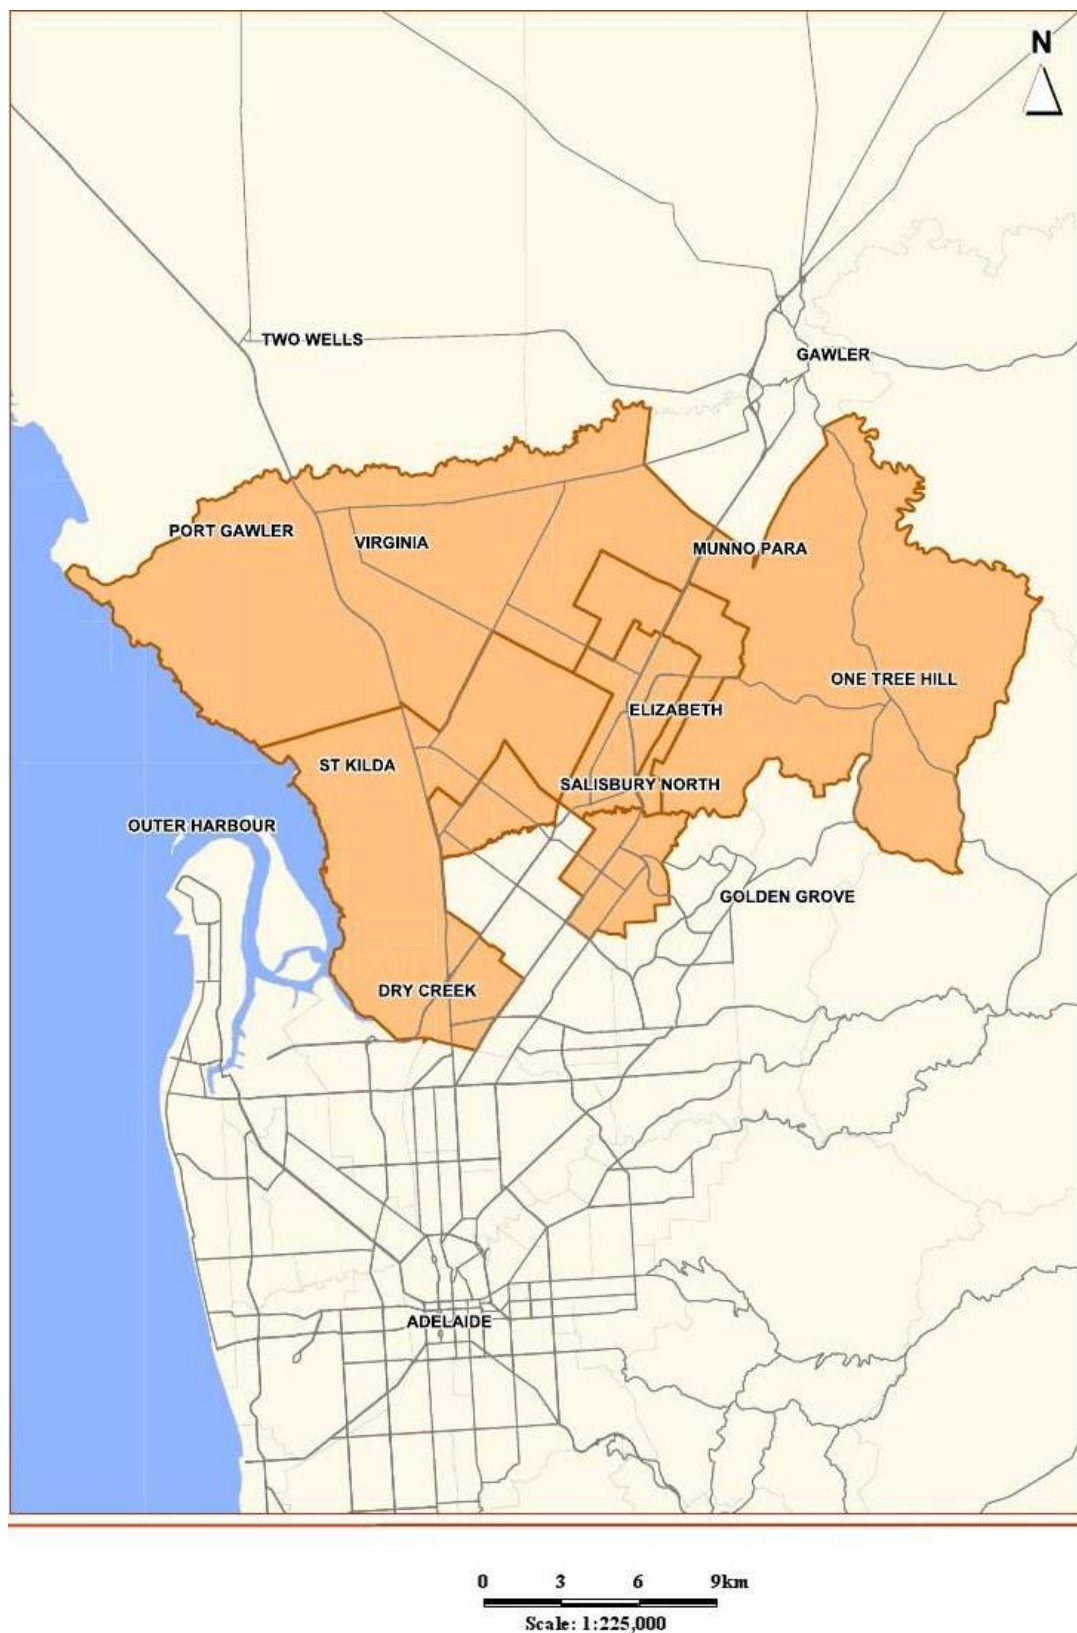 N
TWO WELLS
GAWLER
PORT GAWLER
VIRGINIA
MUNNO PARA
ONE TREE HILL
ELIZABETH
ST KILDA
SALISBURY NORTH
OUTER HARBOUR
GOLDEN GROVE
DRY CREEK
ADELAIDE
0 3 6 9km
Scale: 1:225,000